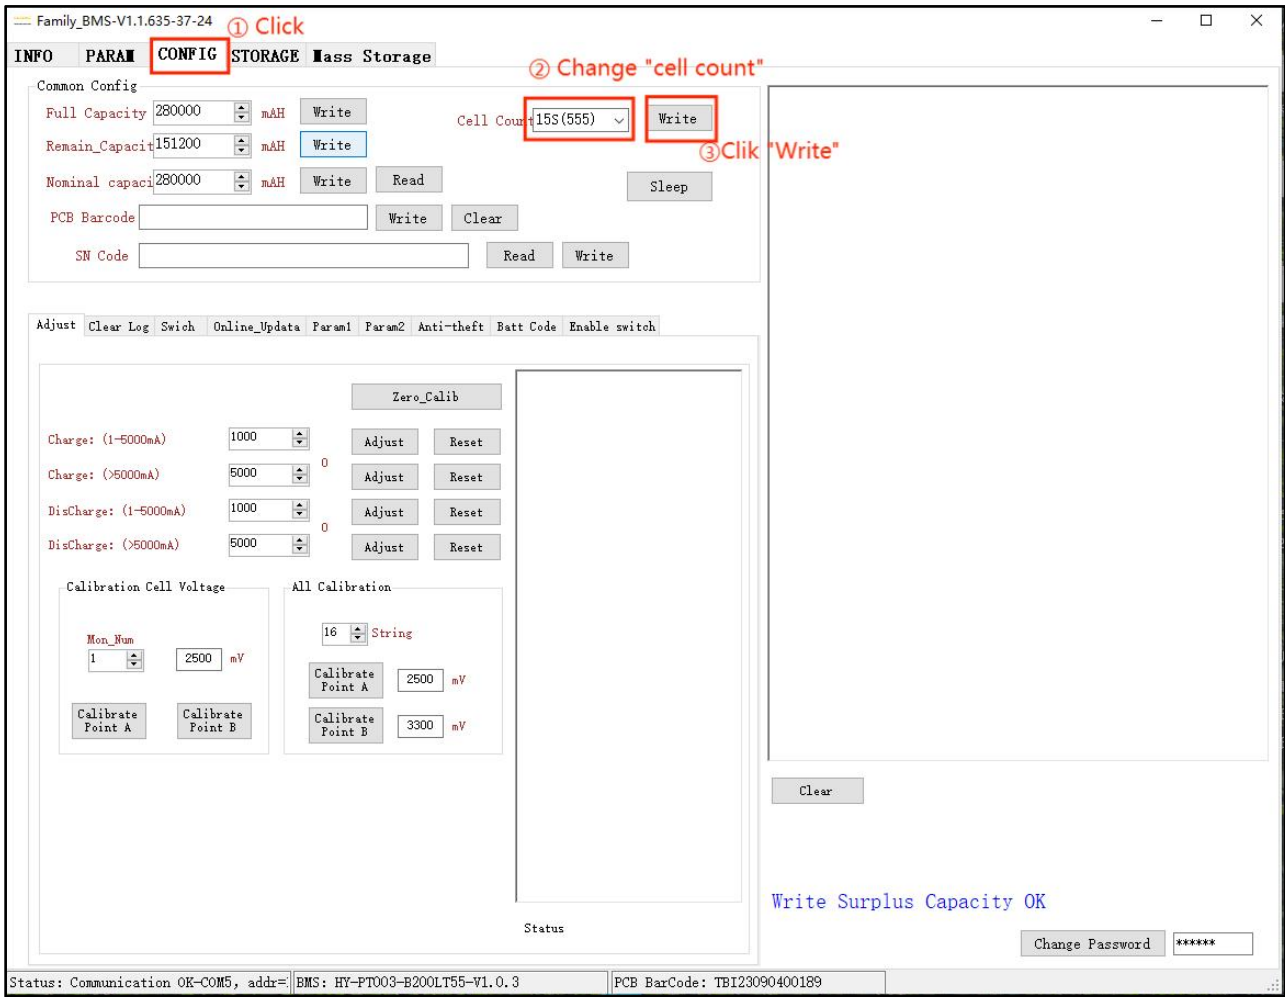 Family_BMS-V1.1.635-37-24
① Click
INFO PARAM CONFIG STORAGE Mass Storage
② Change "cell count"
Common Config
Full Capacity 280000 mAH Write
Cell Count 15S(555) Write
③Clik "Write"
Remain_Capacit 151200 mAH Write
Nominal capaci 280000 mAH Write Read
Sleep
PCB Barcode Write Clear
SN Code Read Write
Adjust Clear Log Swich Online_Updata Param1 Param2 Anti-theft Batt Code Enable switch
Zero_Calib
Charge: (1-5000mA) 1000 Adjust Reset
0
Charge: (>5000mA) 5000 Adjust Reset
DisCharge: (1-5000mA) 1000 Adjust Reset
0
DisCharge: (>5000mA) 5000 Adjust Reset
Calibration Cell Voltage
Mon_Num
1 2500 mV
Calibrate Point A
Calibrate Point B
All Calibration
16 String
Calibrate Point A 2500 mV
Calibrate Point B 3300 mV
Status
Clear
Write Surplus Capacity OK
Change Password ******
Status: Communication OK-COM5, addr=
BMS: HY-PT003-B200LT55-V1.0.3
PCB BarCode: TBI23090400189